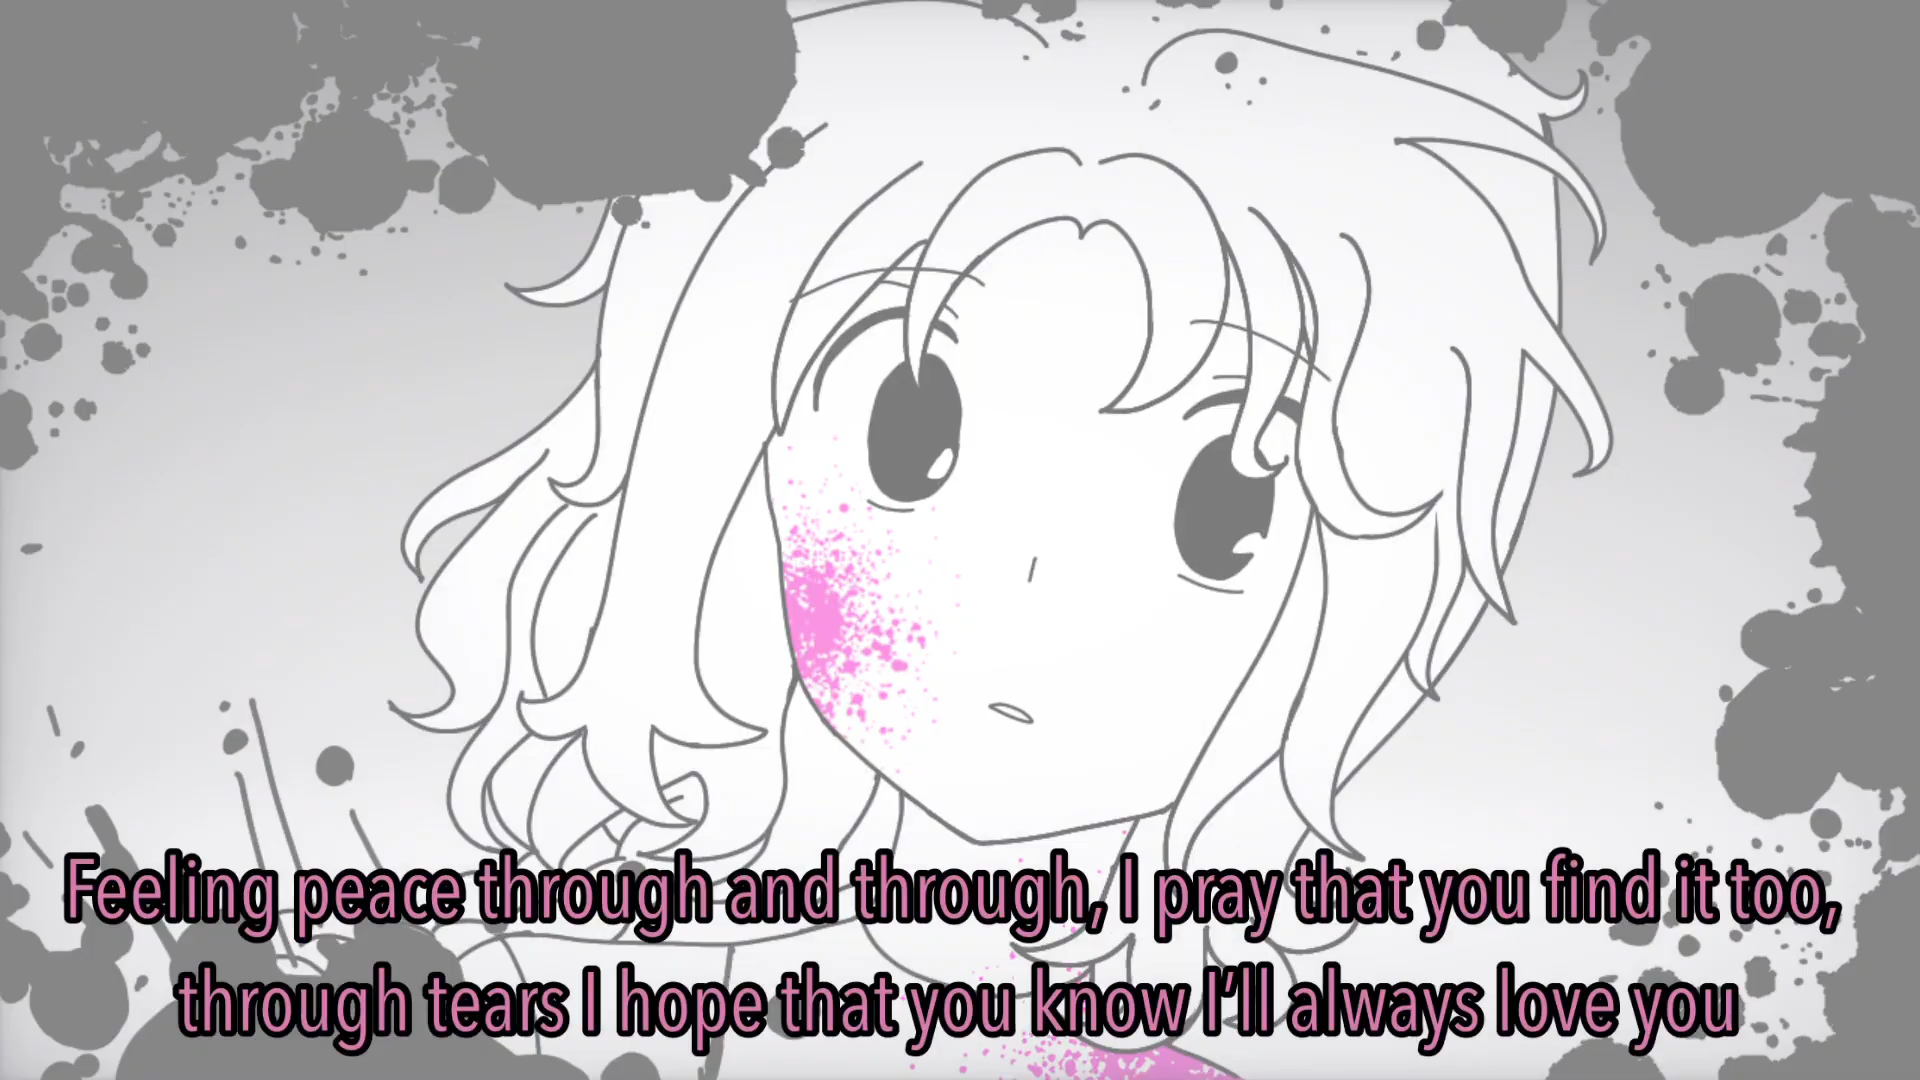 Feeling peace through and through, I pray that you find it too,
through tears I hope that you know I'll always love you